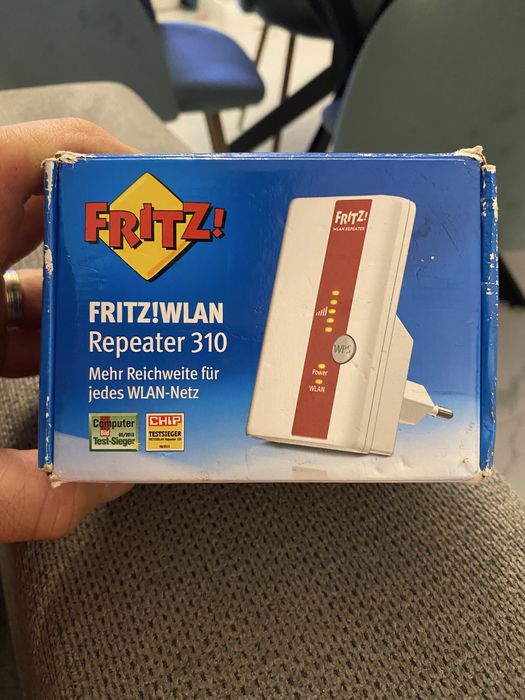 FRITZ!
FRITZ!WLAN
Repeater 310
Mehr Reichweite für
jedes WLAN-Netz
Computer
Bild
Test-Sieger
CHIP
TESTSIEGER
FRITZ!
WLAN REPEATER
WPS
Power
WLAN